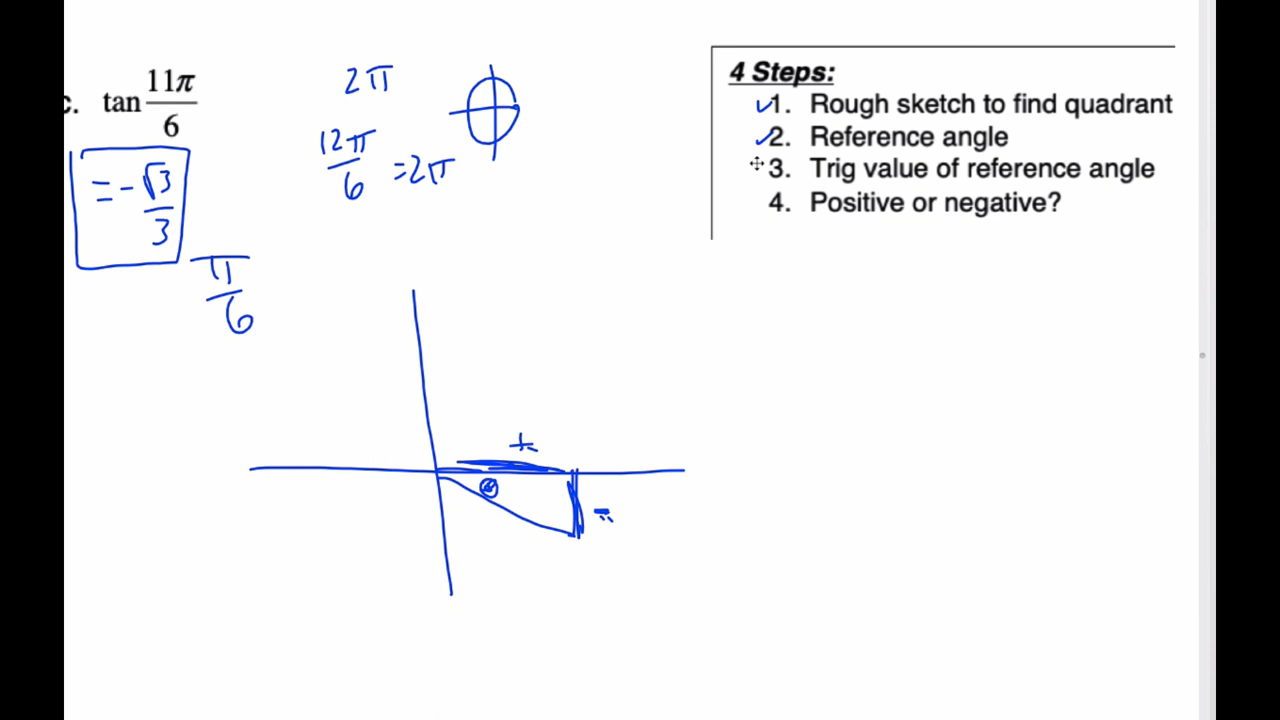 c. tan 11π/6
= -√3/3
π/6
2π
12π/6 = 2π
+
-
4 Steps:
✓1. Rough sketch to find quadrant
✓2. Reference angle
3. Trig value of reference angle
4. Positive or negative?